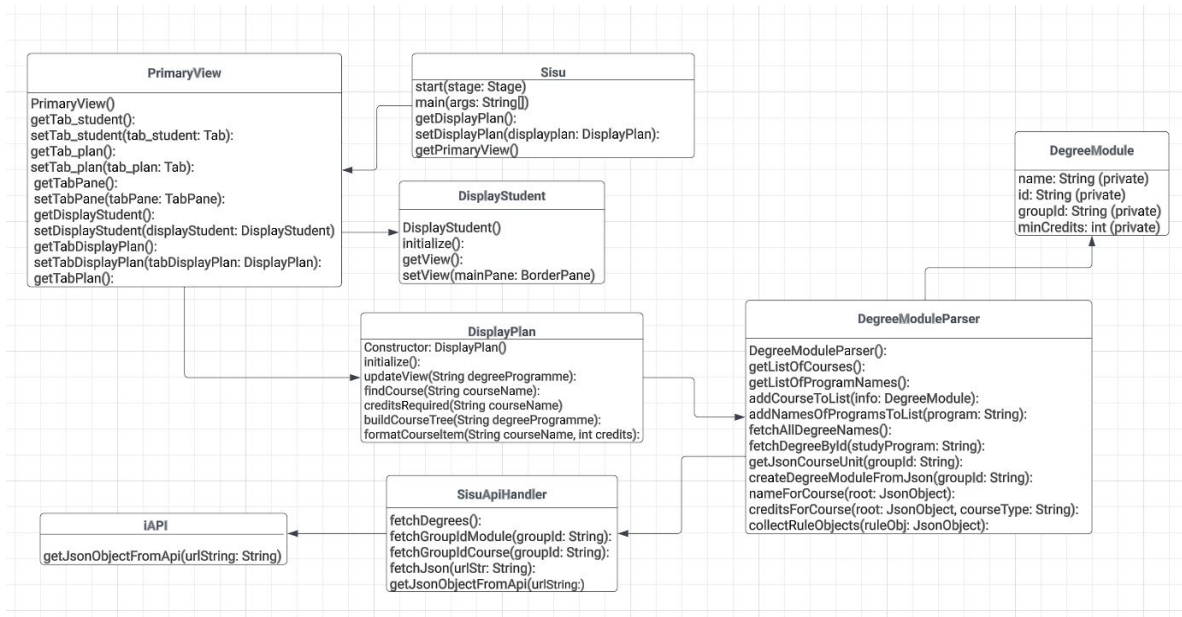 PrimaryView
PrimaryView()
getTab_student():
setTab_student(tab_student: Tab):
getTab_plan():
setTab_plan(tab_plan: Tab):
getTabPane():
setTabPane(tabPane: TabPane):
getDisplayStudent():
setDisplayStudent(displayStudent: DisplayStudent)
getTabDisplayPlan():
setTabDisplayPlan(tabDisplayPlan: DisplayPlan):
getTabPlan():
Sisu
start(stage: Stage)
main(args: String[])
getDisplayPlan():
setDisplayPlan(displayplan: DisplayPlan):
getPrimaryView()
DisplayStudent
DisplayStudent()
initialize():
getView():
setView(mainPane: BorderPane)
DegreeModule
name: String (private)
id: String (private)
groupId: String (private)
minCredits: int (private)
DisplayPlan
Constructor: DisplayPlan()
initialize():
updateView(String degreeProgramme):
findCourse(String courseName):
creditsRequired(String courseName)
buildCourseTree(String degreeProgramme):
formatCourseItem(String courseName, int credits):
DegreeModuleParser
DegreeModuleParser():
getListOfCourses():
getListOfProgramNames():
addCourseToList(info: DegreeModule):
addNamesOfProgramsToList(program: String):
fetchAllDegreeNames():
fetchDegreeById(studyProgram: String):
getJsonCourseUnit(groupId: String):
createDegreeModuleFromJson(groupId: String):
nameForCourse(root: JsonObject):
creditsForCourse(root: JsonObject, courseType: String):
collectRuleObjects(ruleObj: JsonObject):
SisuApiHandler
fetchDegrees():
fetchGroupIdModule(groupId: String):
fetchGroupIdCourse(groupId: String):
fetchJson(urlStr: String):
getJsonObjectFromApi(urlString:)
iAPI
getJsonObjectFromApi(urlString: String)